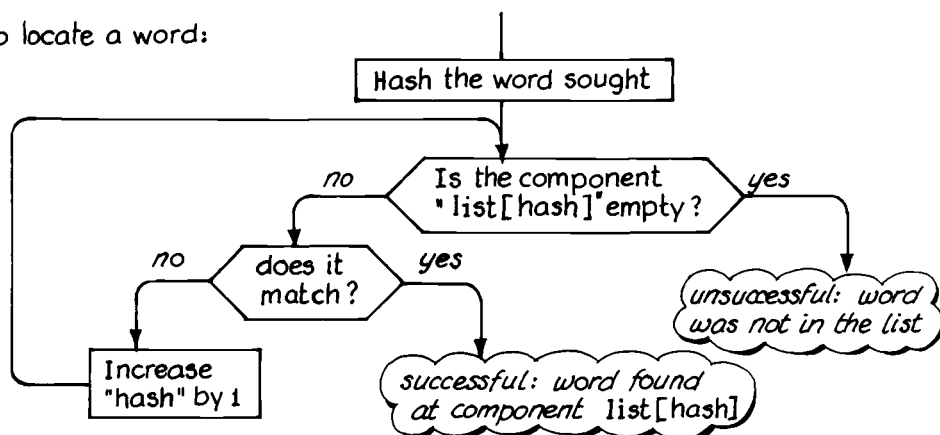 o locate a word:
Hash the word sought
Is the component
"list[hash]" empty?
no
yes
does it
match?
no
yes
unsuccessful: word
was not in the list
Increase
"hash" by 1
successful: word found
at component list[hash]